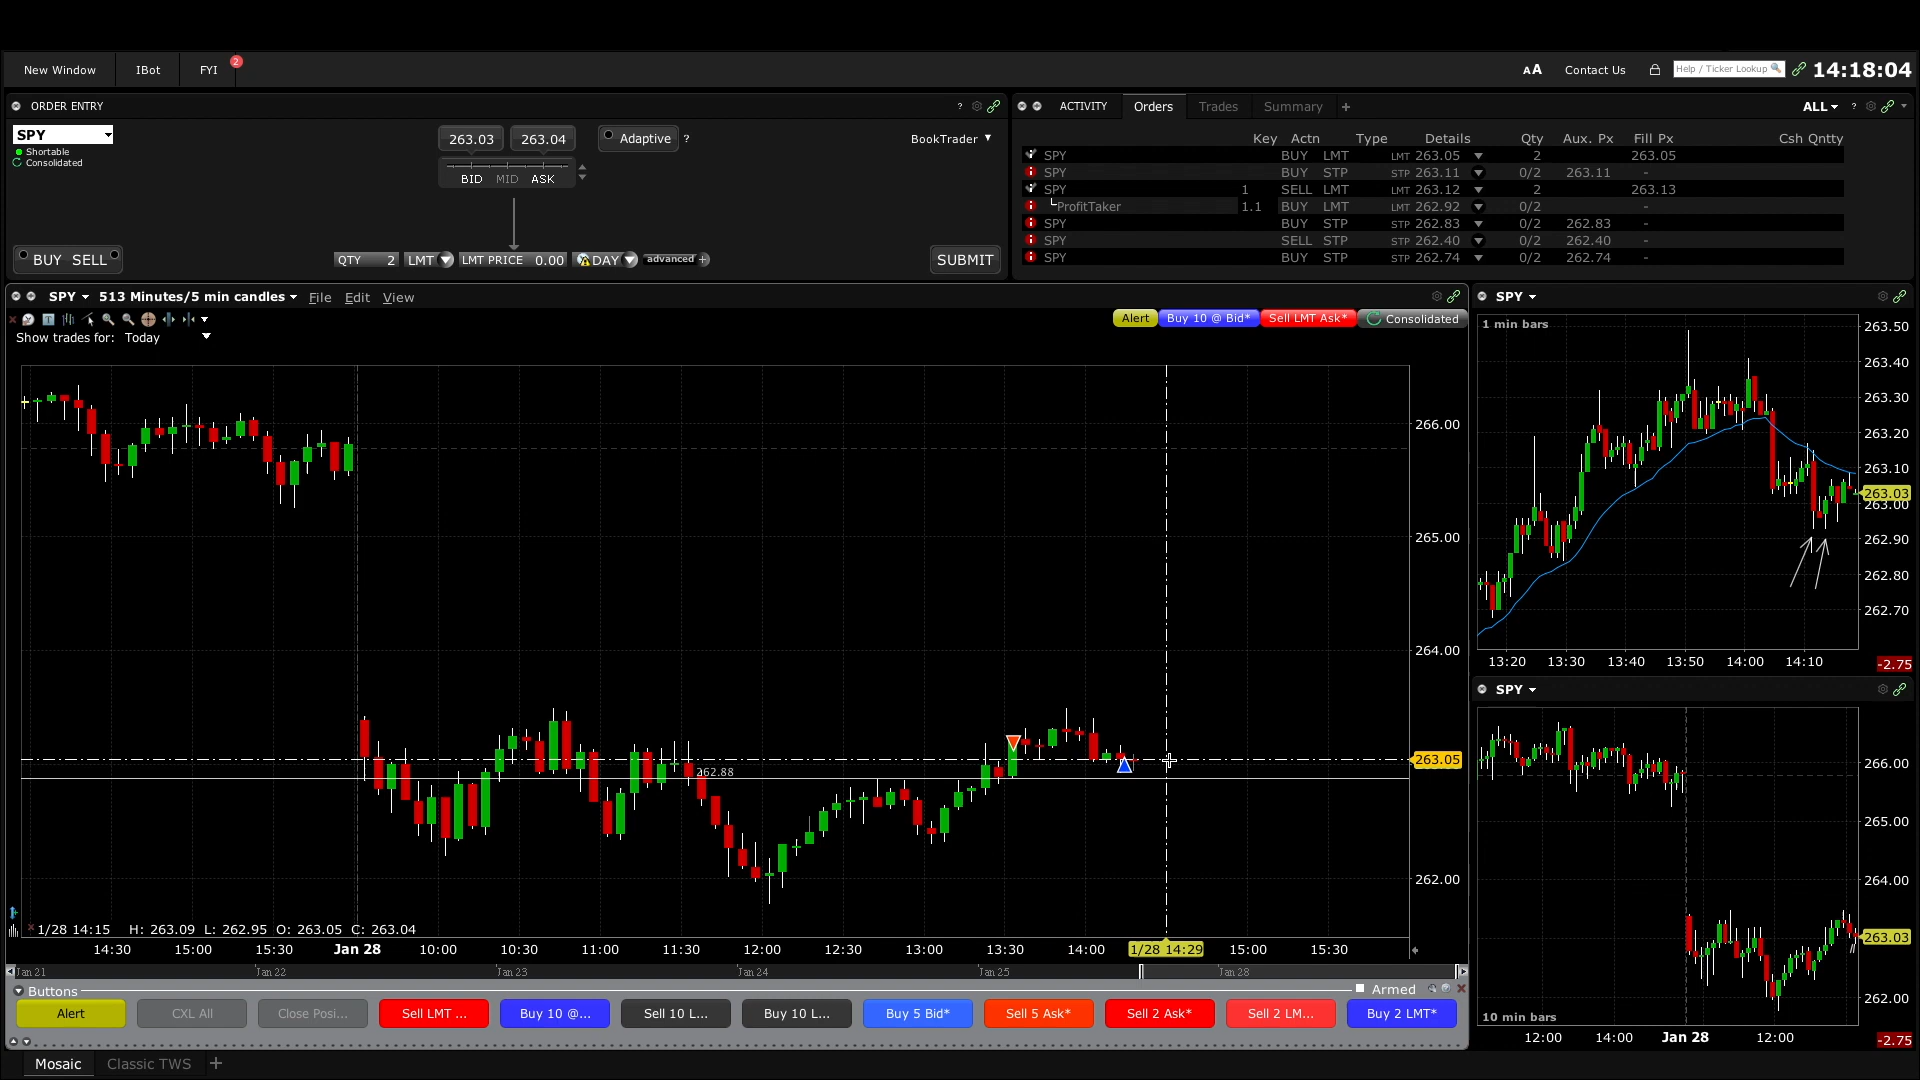 New Window IBot FYI 2 AA Contact Us Help / Ticker Lookup 14:18:04
ORDER ENTRY ?
SPY
Shortable
Consolidated
263.03 263.04 Adaptive ? BookTrader
BID MID ASK
BUY SELL QTY 2 LMT LMT PRICE 0.00 DAY advanced + SUBMIT
ACTIVITY Orders Trades Summary + ALL ?
Key Actn Type Details Qty Aux. Px Fill Px Csh Qntty
SPY BUY LMT LMT 263.05 2 263.05
SPY BUY STP STP 263.11 0/2 263.11 -
SPY 1 SELL LMT LMT 263.12 2 263.13
ProfitTaker 1.1 BUY LMT LMT 262.92 0/2 -
SPY BUY STP STP 262.83 0/2 262.83 -
SPY SELL STP STP 262.40 0/2 262.40 -
SPY BUY STP STP 262.74 0/2 262.74 -
SPY 513 Minutes/5 min candles File Edit View
Alert Buy 10 @ Bid* Sell LMT Ask* Consolidated
Show trades for: Today
266.00
265.00
264.00
263.05
262.88
262.00
1/28 14:15 H: 263.09 L: 262.95 O: 263.05 C: 263.04
14:30 15:00 15:30 Jan 28 10:00 10:30 11:00 11:30 12:00 12:30 13:00 13:30 14:00 1/28 14:29 15:00 15:30
Jan 21 Jan 22 Jan 23 Jan 24 Jan 25 Jan 28
Buttons Armed
Alert CXL All Close Posi... Sell LMT ... Buy 10 @... Sell 10 L... Buy 10 L... Buy 5 Bid* Sell 5 Ask* Sell 2 Ask* Sell 2 LM... Buy 2 LMT*
SPY
1 min bars
263.50
263.40
263.30
263.20
263.10
263.03
263.00
262.90
262.80
262.70
13:20 13:30 13:40 13:50 14:00 14:10
-2.75
SPY
266.00
265.00
264.00
263.03
262.00
10 min bars
12:00 14:00 Jan 28 12:00
-2.75
Mosaic Classic TWS +